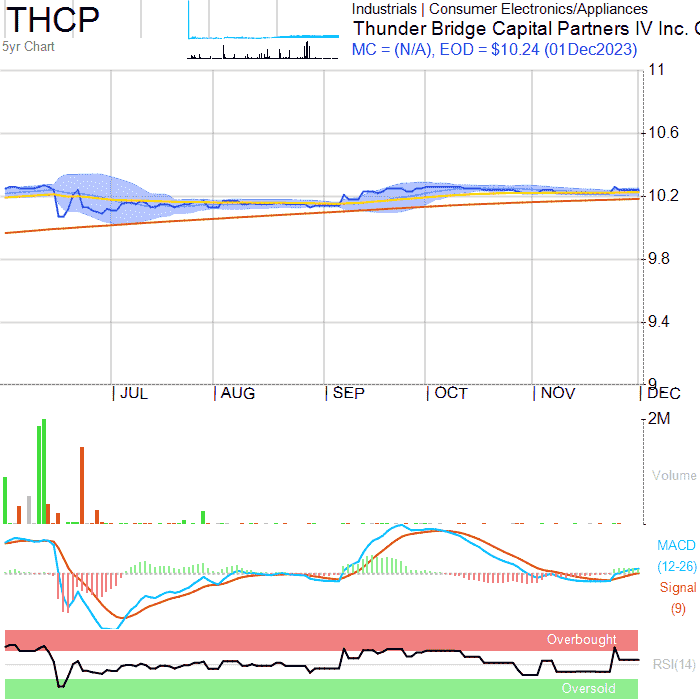 THCP
5yr Chart
Industrials | Consumer Electronics/Appliances
Thunder Bridge Capital Partners IV Inc. C
MC = (N/A), EOD = $10.24 (01Dec2023)
11
10.6
10.2
9.8
9.4
9
JUL AUG SEP OCT NOV DEC
2M
Volume
MACD
(12-26)
Signal
(9)
Overbought
RSI(14)
Oversold